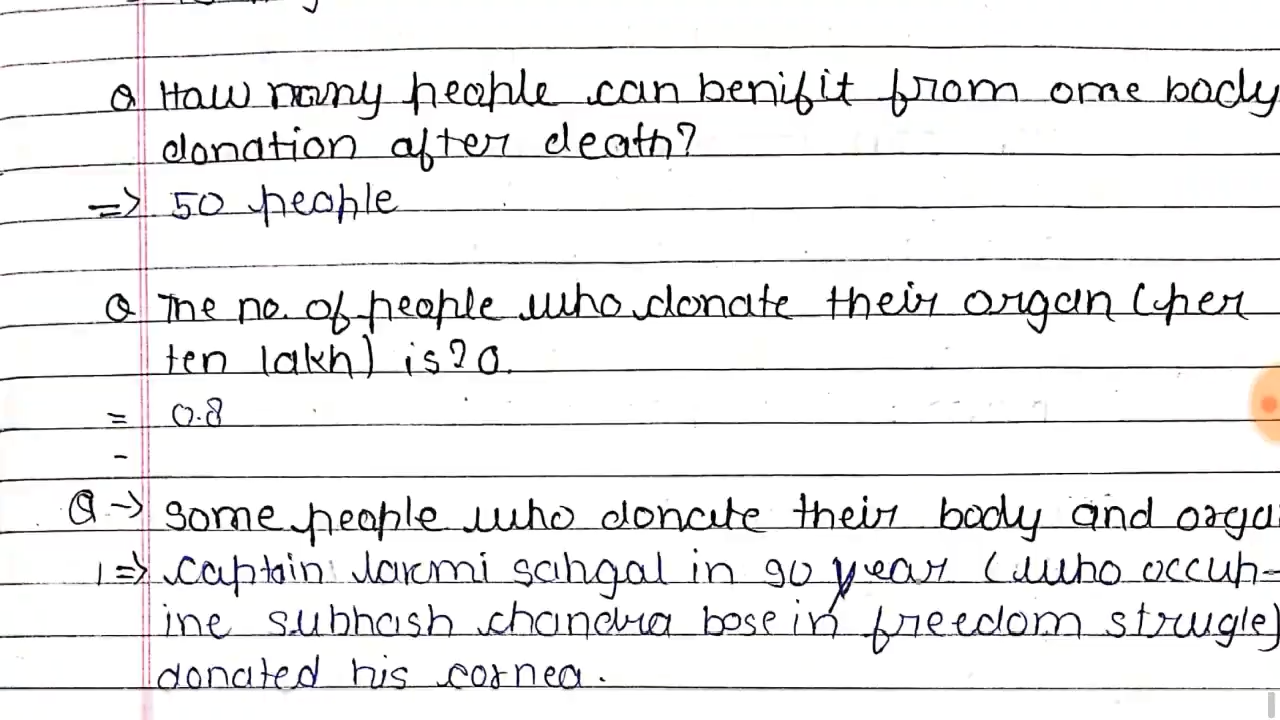 Q How many people can benifit from one body
donation after death?
=> 50 people
Q The no. of people who donate their organ (per
ten lakh) is? 0.
= 0.8
-
Q -> Some people who donate their body and orga
1 => captain laxmi sahgal in 90 year (who occup-
ine subhash chandra bose in freedom strugle)
donated his cornea.